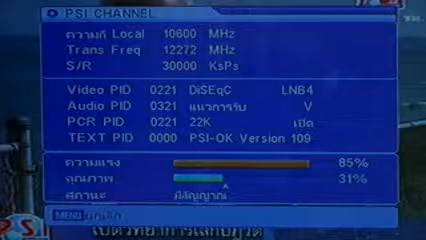 PSI CHANNEL
ความถี่ Local 10600 MHz
Trans Freq 12272 MHz
S/R 30000 KsPs
Video PID 0221 DiSEqC LNB4
Audio PID 0321 แนวการรับ V
PCR PID 0221 22K เปิด
TEXT PID 0000 PSI-OK Version 109
ความแรง 85%
คุณภาพ 31%
สถานะ มีสัญญาณ
MENU ยกเลิก
PSI